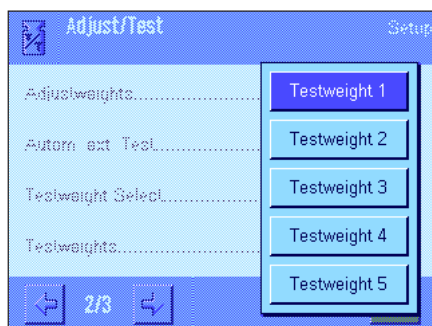 Adjust/Test
Setup
Adjustweights
Autom. ext. Test
Testweight Select
Testweights
Testweight 1
Testweight 2
Testweight 3
Testweight 4
Testweight 5
2/3